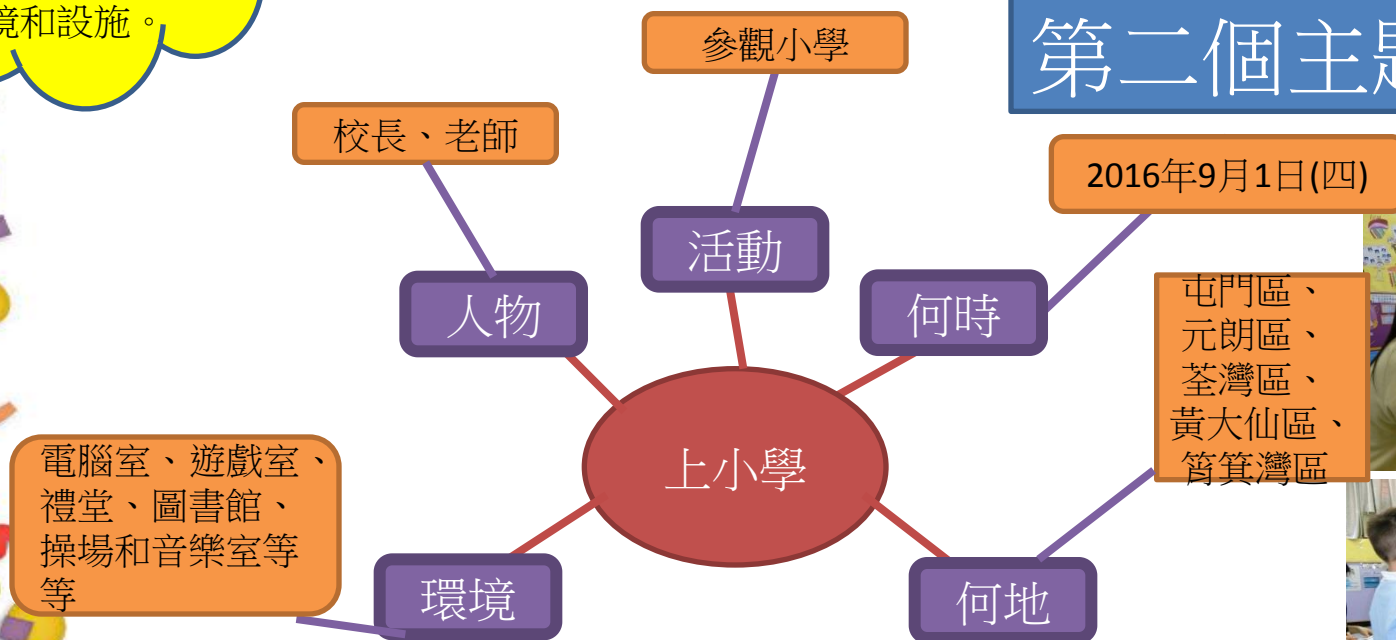 境和設施。
參觀小學
第二個主題
校長、老師
2016年9月1日(四)
活動
人物
何時
屯門區、
元朗區、
荃灣區、
黃大仙區、
筲箕灣區
上小學
電腦室、遊戲室、
禮堂、圖書館、
操場和音樂室等
等
環境
何地